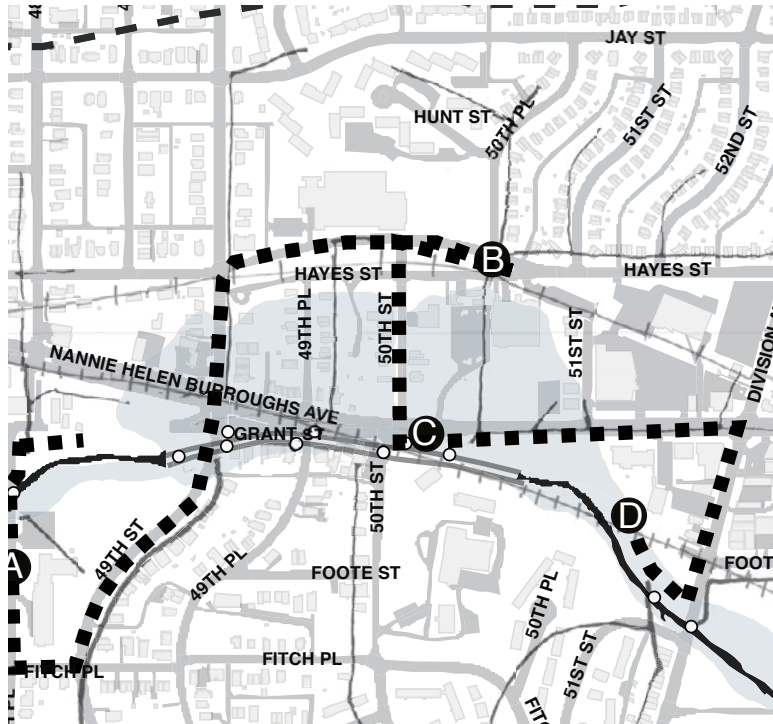 JAY ST
HUNT ST
50TH PL
51ST ST
52ND ST
B
HAYES ST
HAYES ST
49TH PL
50TH ST
51ST ST
NANNIE HELEN BURROUGHS AVE
GRANT ST
C
50TH ST
D
A
49TH ST
49TH PL
FOOTE ST
50TH PL
FOOT
FITCH PL
FITCH PL
51ST ST